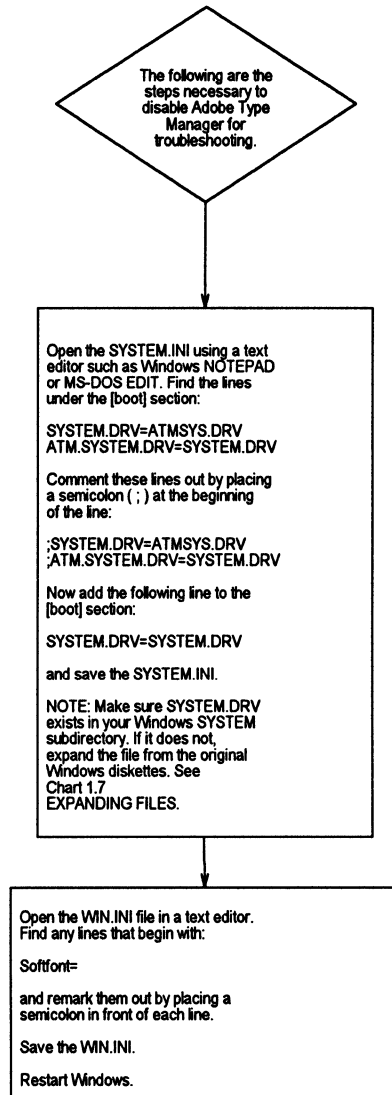 The following are the
steps necessary to
disable Adobe Type
Manager for
troubleshooting.
Open the SYSTEM.INI using a text
editor such as Windows NOTEPAD
or MS-DOS EDIT. Find the lines
under the [boot] section:
SYSTEM.DRV=ATMSYS.DRV
ATM.SYSTEM.DRV=SYSTEM.DRV
Comment these lines out by placing
a semicolon ( ; ) at the beginning
of the line:
;SYSTEM.DRV=ATMSYS.DRV
;ATM.SYSTEM.DRV=SYSTEM.DRV
Now add the following line to the
[boot] section:
SYSTEM.DRV=SYSTEM.DRV
and save the SYSTEM.INI.
NOTE: Make sure SYSTEM.DRV
exists in your Windows SYSTEM
subdirectory. If it does not,
expand the file from the original
Windows diskettes. See
Chart 1.7
EXPANDING FILES.
Open the WIN.INI file in a text editor.
Find any lines that begin with:
Softfont=
and remark them out by placing a
semicolon in front of each line.
Save the WIN.INI.
Restart Windows.